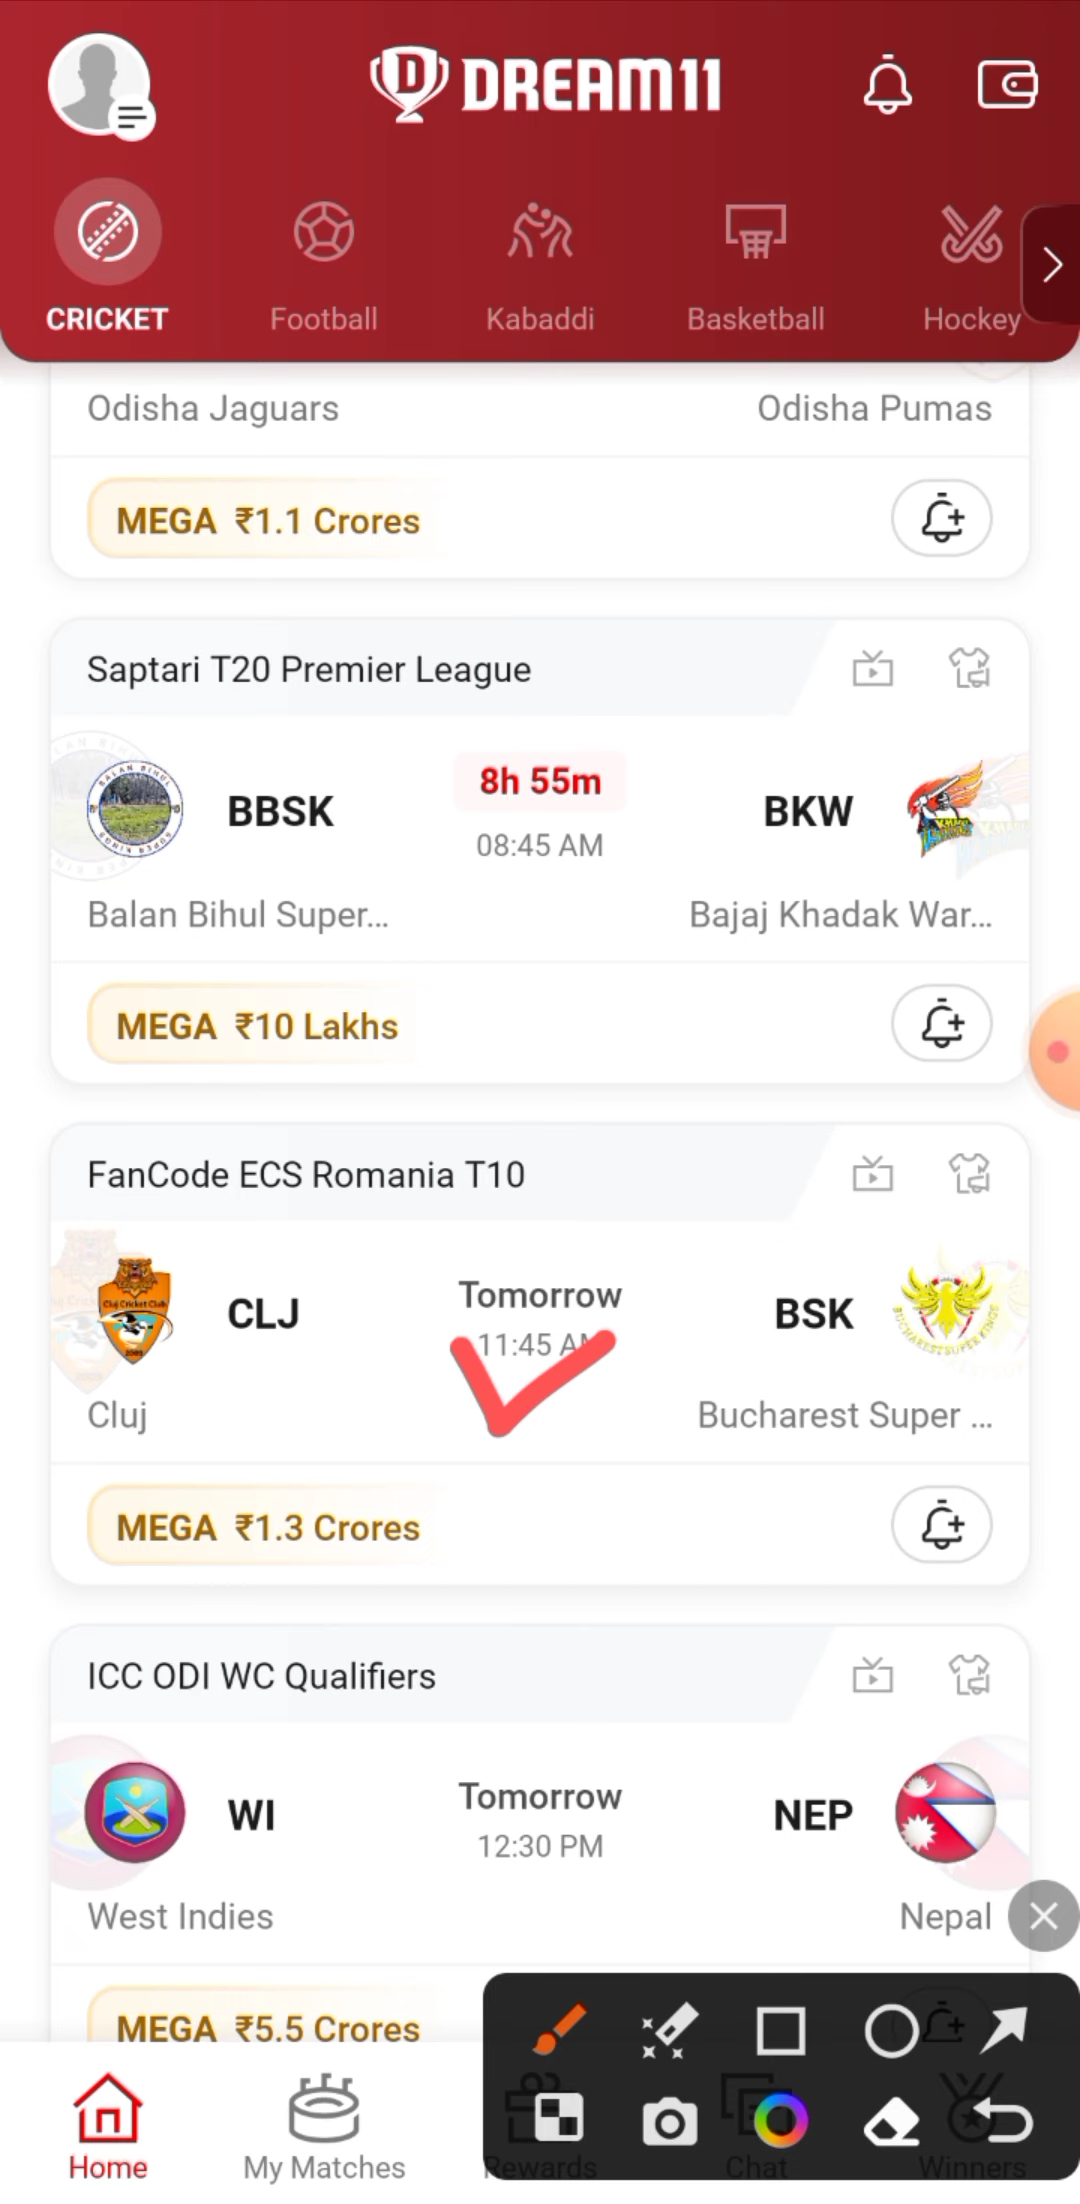 DREAM11
CRICKET
Football
Kabaddi
Basketball
Hockey
Odisha Jaguars
Odisha Pumas
MEGA ₹1.1 Crores
Saptari T20 Premier League
BBSK
8h 55m
08:45 AM
BKW
Balan Bihul Super...
Bajaj Khadak War...
MEGA ₹10 Lakhs
FanCode ECS Romania T10
CLJ
Tomorrow
11:45 AM
BSK
Cluj
Bucharest Super ...
MEGA ₹1.3 Crores
ICC ODI WC Qualifiers
WI
Tomorrow
12:30 PM
NEP
West Indies
Nepal
MEGA ₹5.5 Crores
Home
My Matches
Rewards
Chat
Winners